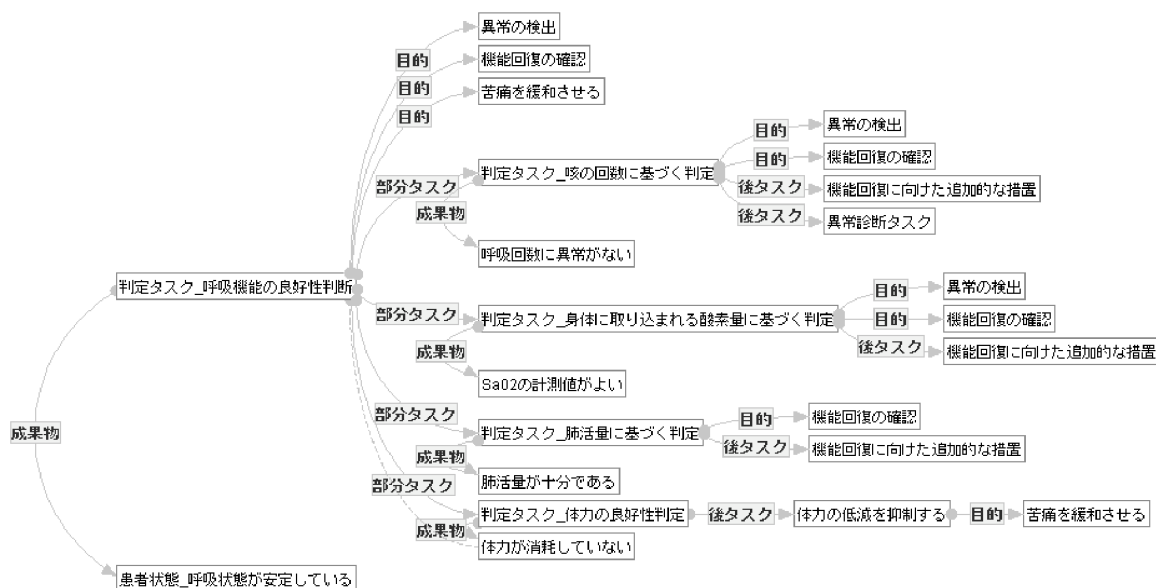 異常の検出
目的
機能回復の確認
目的
苦痛を緩和させる
目的
異常の検出
目的
機能回復の確認
目的
判定タスク_咳の回数に基づく判定
部分タスク
後タスク
機能回復に向けた追加的な措置
成果物
後タスク
異常診断タスク
呼吸回数に異常がない
判定タスク_呼吸機能の良好性判断
異常の検出
目的
部分タスク
判定タスク_身体に取り込まれる酸素量に基づく判定
目的
機能回復の確認
後タスク
機能回復に向けた追加的な措置
成果物
SaO2の計測値がよい
部分タスク
目的
機能回復の確認
成果物
判定タスク_肺活量に基づく判定
後タスク
機能回復に向けた追加的な措置
成果物
肺活量が十分である
部分タスク
判定タスク_体力の良好性判定
後タスク
体力の低減を抑制する
目的
苦痛を緩和させる
成果物
体力が消耗していない
患者状態_呼吸状態が安定している